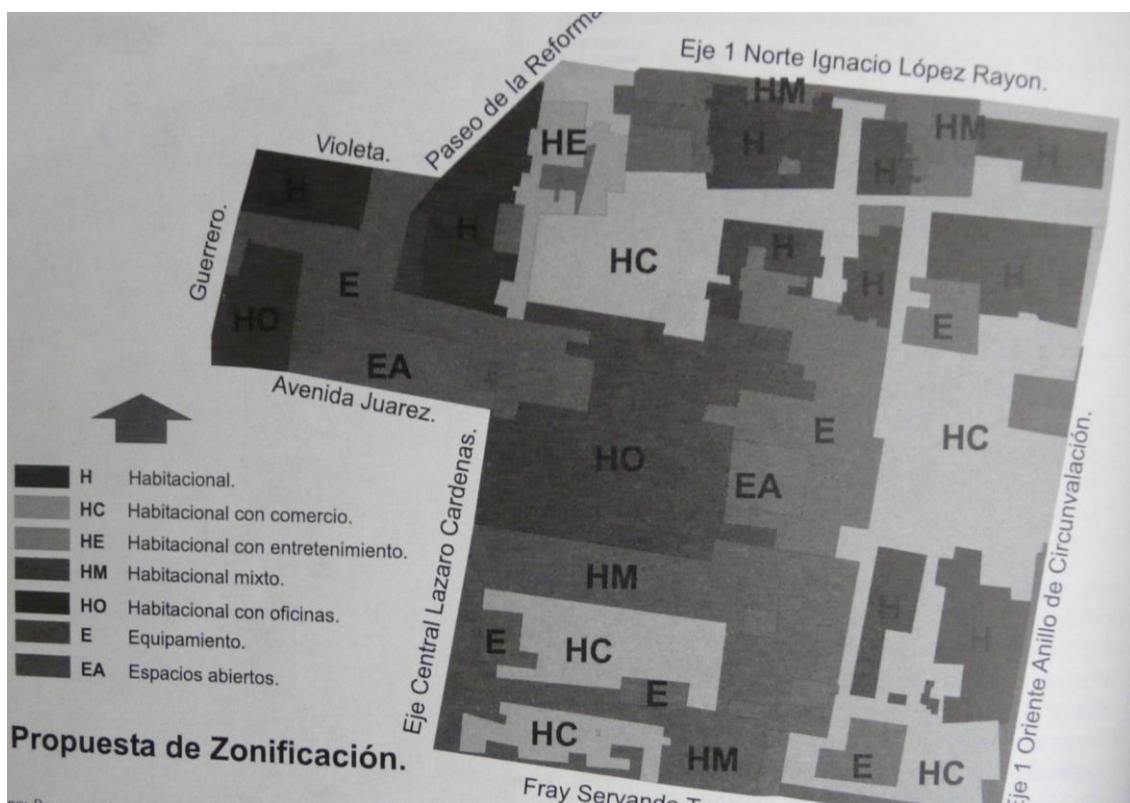 Paseo de la Reforma
Eje 1 Norte Ignacio López Rayon.
Violeta.
Guerrero.
HM
HE
H
HM
H
H
H
H
H
HC
H
H
H
E
E
HO
EA
Avenida Juarez.
HC
E
HO
EA
Eje Central Lazaro Cardenas.
Eje 1 Oriente Anillo de Circunvalación.
H Habitacional.
HC Habitacional con comercio.
HE Habitacional con entretenimiento.
HM Habitacional mixto.
HO Habitacional con oficinas.
E Equipamiento.
EA Espacios abiertos.
HM
H
H
E
HC
E
HC
HM
E
HC
Propuesta de Zonificación.
Fray Servando